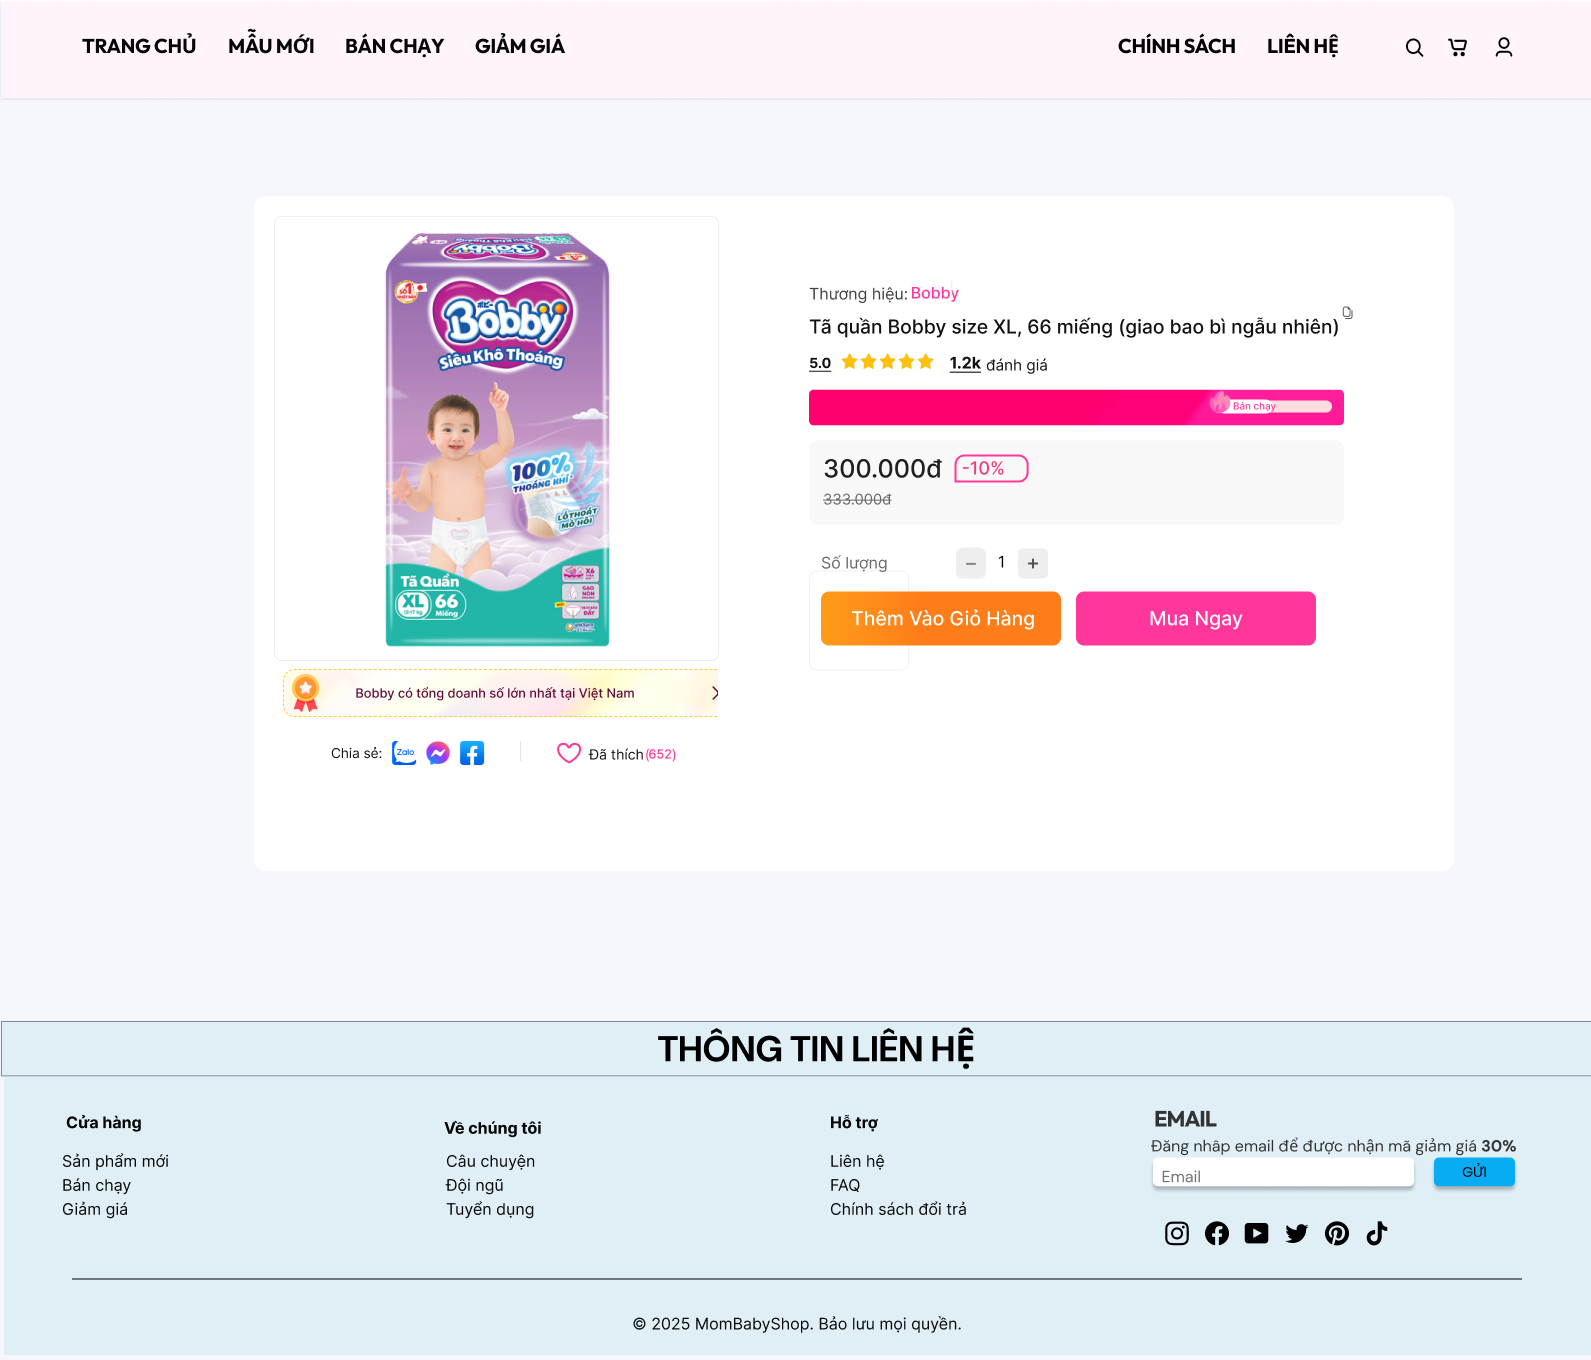 TRANG CHỦ MẪU MỚI BÁN CHẠY GIẢM GIÁ CHÍNH SÁCH LIÊN HỆ
Bobby
Siêu Khô Thoáng
100%
THOÁNG KHÍ
LỖ THOÁT
MỒ HÔI
Tã Quần
XL 66
Miếng
Bobby có tổng doanh số lớn nhất tại Việt Nam
Chia sẻ: Zalo Đã thích (652)
Thương hiệu: Bobby
Tã quần Bobby size XL, 66 miếng (giao bao bì ngẫu nhiên)
5.0 1.2k đánh giá
Bán chạy
300.000đ -10%
333.000đ
Số lượng − 1 +
Thêm Vào Giỏ Hàng Mua Ngay
THÔNG TIN LIÊN HỆ
Cửa hàng
Sản phẩm mới
Bán chạy
Giảm giá
Về chúng tôi
Câu chuyện
Đội ngũ
Tuyển dụng
Hỗ trợ
Liên hệ
FAQ
Chính sách đổi trả
EMAIL
Đăng nhâp email để được nhận mã giảm giá 30%
Email GỬI
© 2025 MomBabyShop. Bảo lưu mọi quyền.